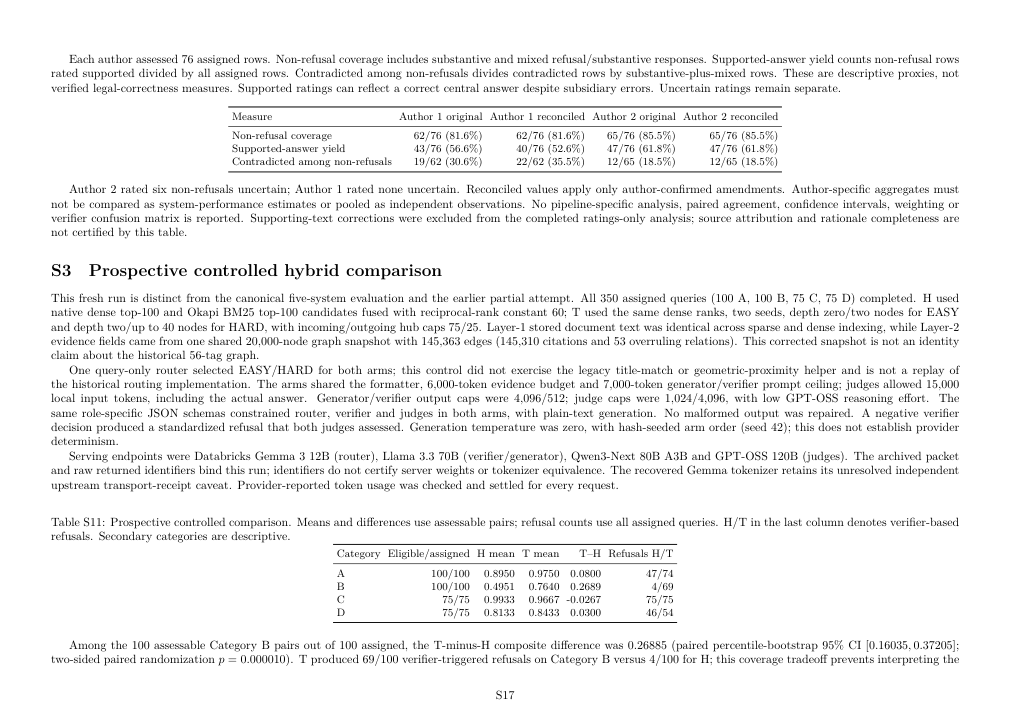 Each author assessed 76 assigned rows. Non-refusal coverage includes substantive and mixed refusal/substantive responses. Supported-answer yield counts non-refusal rows
rated supported divided by all assigned rows. Contradicted among non-refusals divides contradicted rows by substantive-plus-mixed rows. These are descriptive proxies, not
verified legal-correctness measures. Supported ratings can reflect a correct central answer despite subsidiary errors. Uncertain ratings remain separate.
Measure Author 1 original Author 1 reconciled Author 2 original Author 2 reconciled
Non-refusal coverage 62/76 (81.6%) 62/76 (81.6%) 65/76 (85.5%) 65/76 (85.5%)
Supported-answer yield 43/76 (56.6%) 40/76 (52.6%) 47/76 (61.8%) 47/76 (61.8%)
Contradicted among non-refusals 19/62 (30.6%) 22/62 (35.5%) 12/65 (18.5%) 12/65 (18.5%)
Author 2 rated six non-refusals uncertain; Author 1 rated none uncertain. Reconciled values apply only author-confirmed amendments. Author-specific aggregates must
not be compared as system-performance estimates or pooled as independent observations. No pipeline-specific analysis, paired agreement, confidence intervals, weighting or
verifier confusion matrix is reported. Supporting-text corrections were excluded from the completed ratings-only analysis; source attribution and rationale completeness are
not certified by this table.
S3 Prospective controlled hybrid comparison
This fresh run is distinct from the canonical five-system evaluation and the earlier partial attempt. All 350 assigned queries (100 A, 100 B, 75 C, 75 D) completed. H used
native dense top-100 and Okapi BM25 top-100 candidates fused with reciprocal-rank constant 60; T used the same dense ranks, two seeds, depth zero/two nodes for EASY
and depth two/up to 40 nodes for HARD, with incoming/outgoing hub caps 75/25. Layer-1 stored document text was identical across sparse and dense indexing, while Layer-2
evidence fields came from one shared 20,000-node graph snapshot with 145,363 edges (145,310 citations and 53 overruling relations). This corrected snapshot is not an identity
claim about the historical 56-tag graph.
One query-only router selected EASY/HARD for both arms; this control did not exercise the legacy title-match or geometric-proximity helper and is not a replay of
the historical routing implementation. The arms shared the formatter, 6,000-token evidence budget and 7,000-token generator/verifier prompt ceiling; judges allowed 15,000
local input tokens, including the actual answer. Generator/verifier output caps were 4,096/512; judge caps were 1,024/4,096, with low GPT-OSS reasoning effort. The
same role-specific JSON schemas constrained router, verifier and judges in both arms, with plain-text generation. No malformed output was repaired. A negative verifier
decision produced a standardized refusal that both judges assessed. Generation temperature was zero, with hash-seeded arm order (seed 42); this does not establish provider
determinism.
Serving endpoints were Databricks Gemma 3 12B (router), Llama 3.3 70B (verifier/generator), Qwen3-Next 80B A3B and GPT-OSS 120B (judges). The archived packet
and raw returned identifiers bind this run; identifiers do not certify server weights or tokenizer equivalence. The recovered Gemma tokenizer retains its unresolved independent
upstream transport-receipt caveat. Provider-reported token usage was checked and settled for every request.
Table S11: Prospective controlled comparison. Means and differences use assessable pairs; refusal counts use all assigned queries. H/T in the last column denotes verifier-based
refusals. Secondary categories are descriptive.
Category Eligible/assigned H mean T mean T–H Refusals H/T
A 100/100 0.8950 0.9750 0.0800 47/74
B 100/100 0.4951 0.7640 0.2689 4/69
C 75/75 0.9933 0.9667 -0.0267 75/75
D 75/75 0.8133 0.8433 0.0300 46/54
Among the 100 assessable Category B pairs out of 100 assigned, the T-minus-H composite difference was 0.26885 (paired percentile-bootstrap 95% CI [0.16035, 0.37205];
two-sided paired randomization p = 0.000010). T produced 69/100 verifier-triggered refusals on Category B versus 4/100 for H; this coverage tradeoff prevents interpreting the
S17